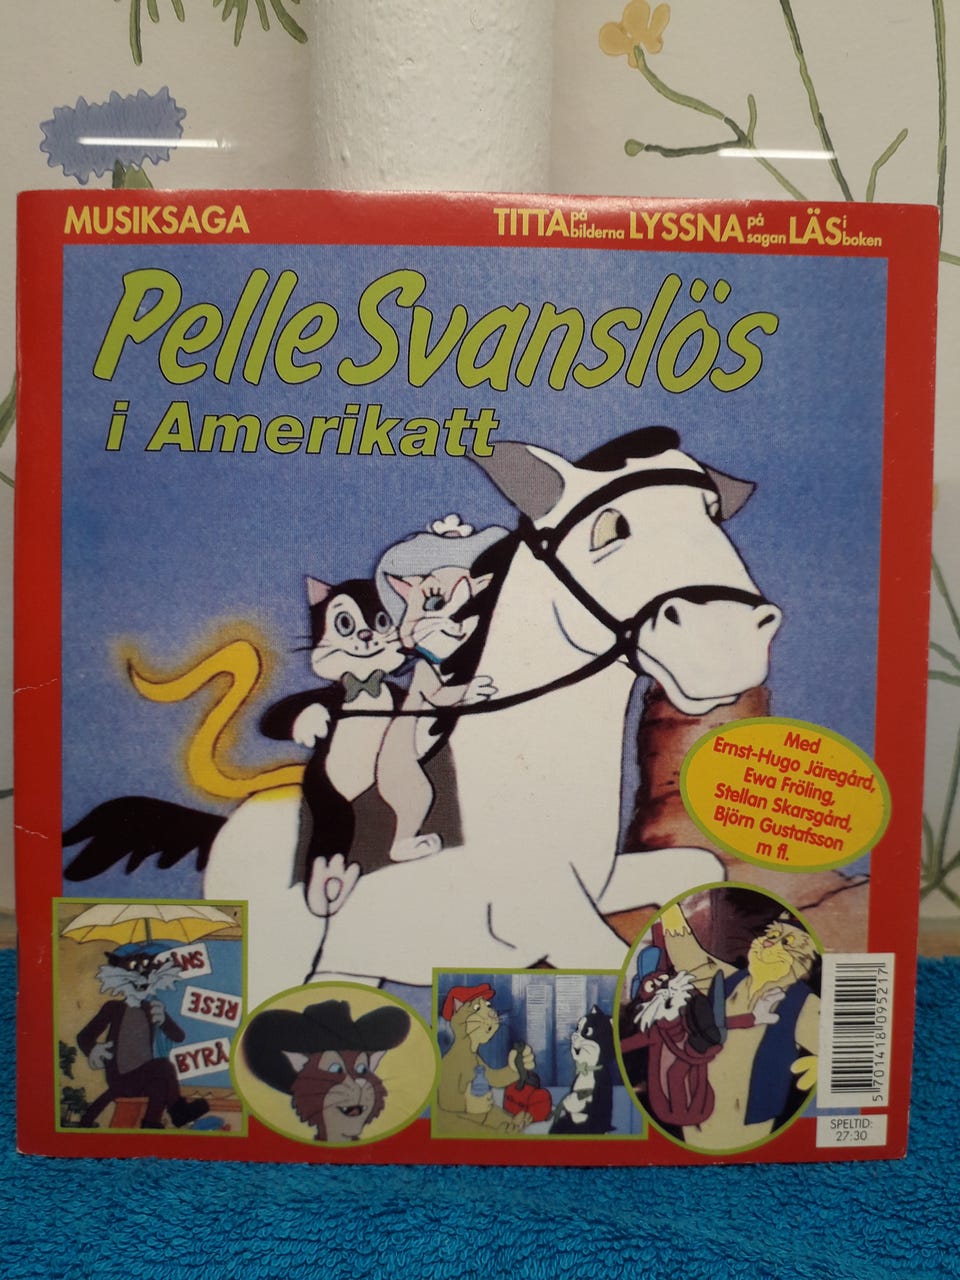 MUSIKSAGA
TITTA på bilderna LYSSNA på sagan LÄS i boken
Pelle Svanslös
i Amerikatt
Med
Ernst-Hugo Järegård,
Ewa Fröling,
Stellan Skarsgård,
Björn Gustafsson
m fl.
RESE
BYRÅ
5701418095217
SPELTID:
27:30